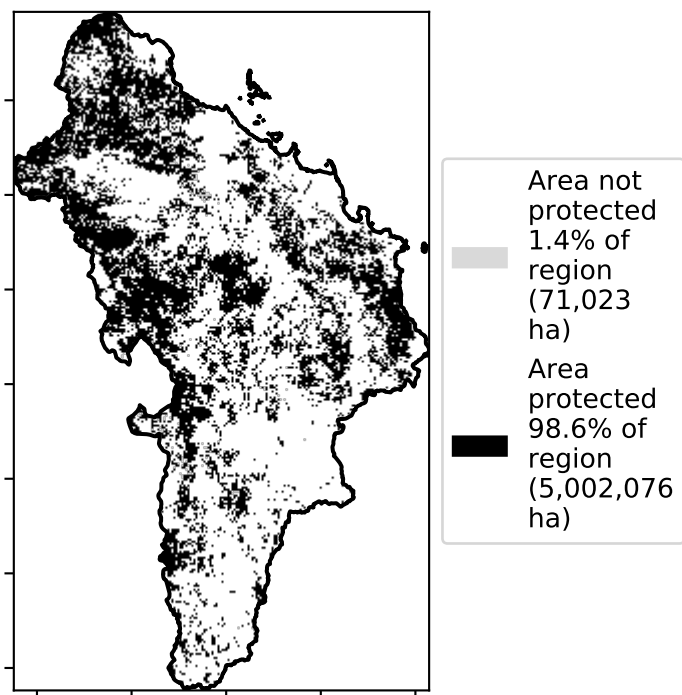 Area not
protected
1.4% of
region
(71,023
ha)
Area
protected
98.6% of
region
(5,002,076
ha)